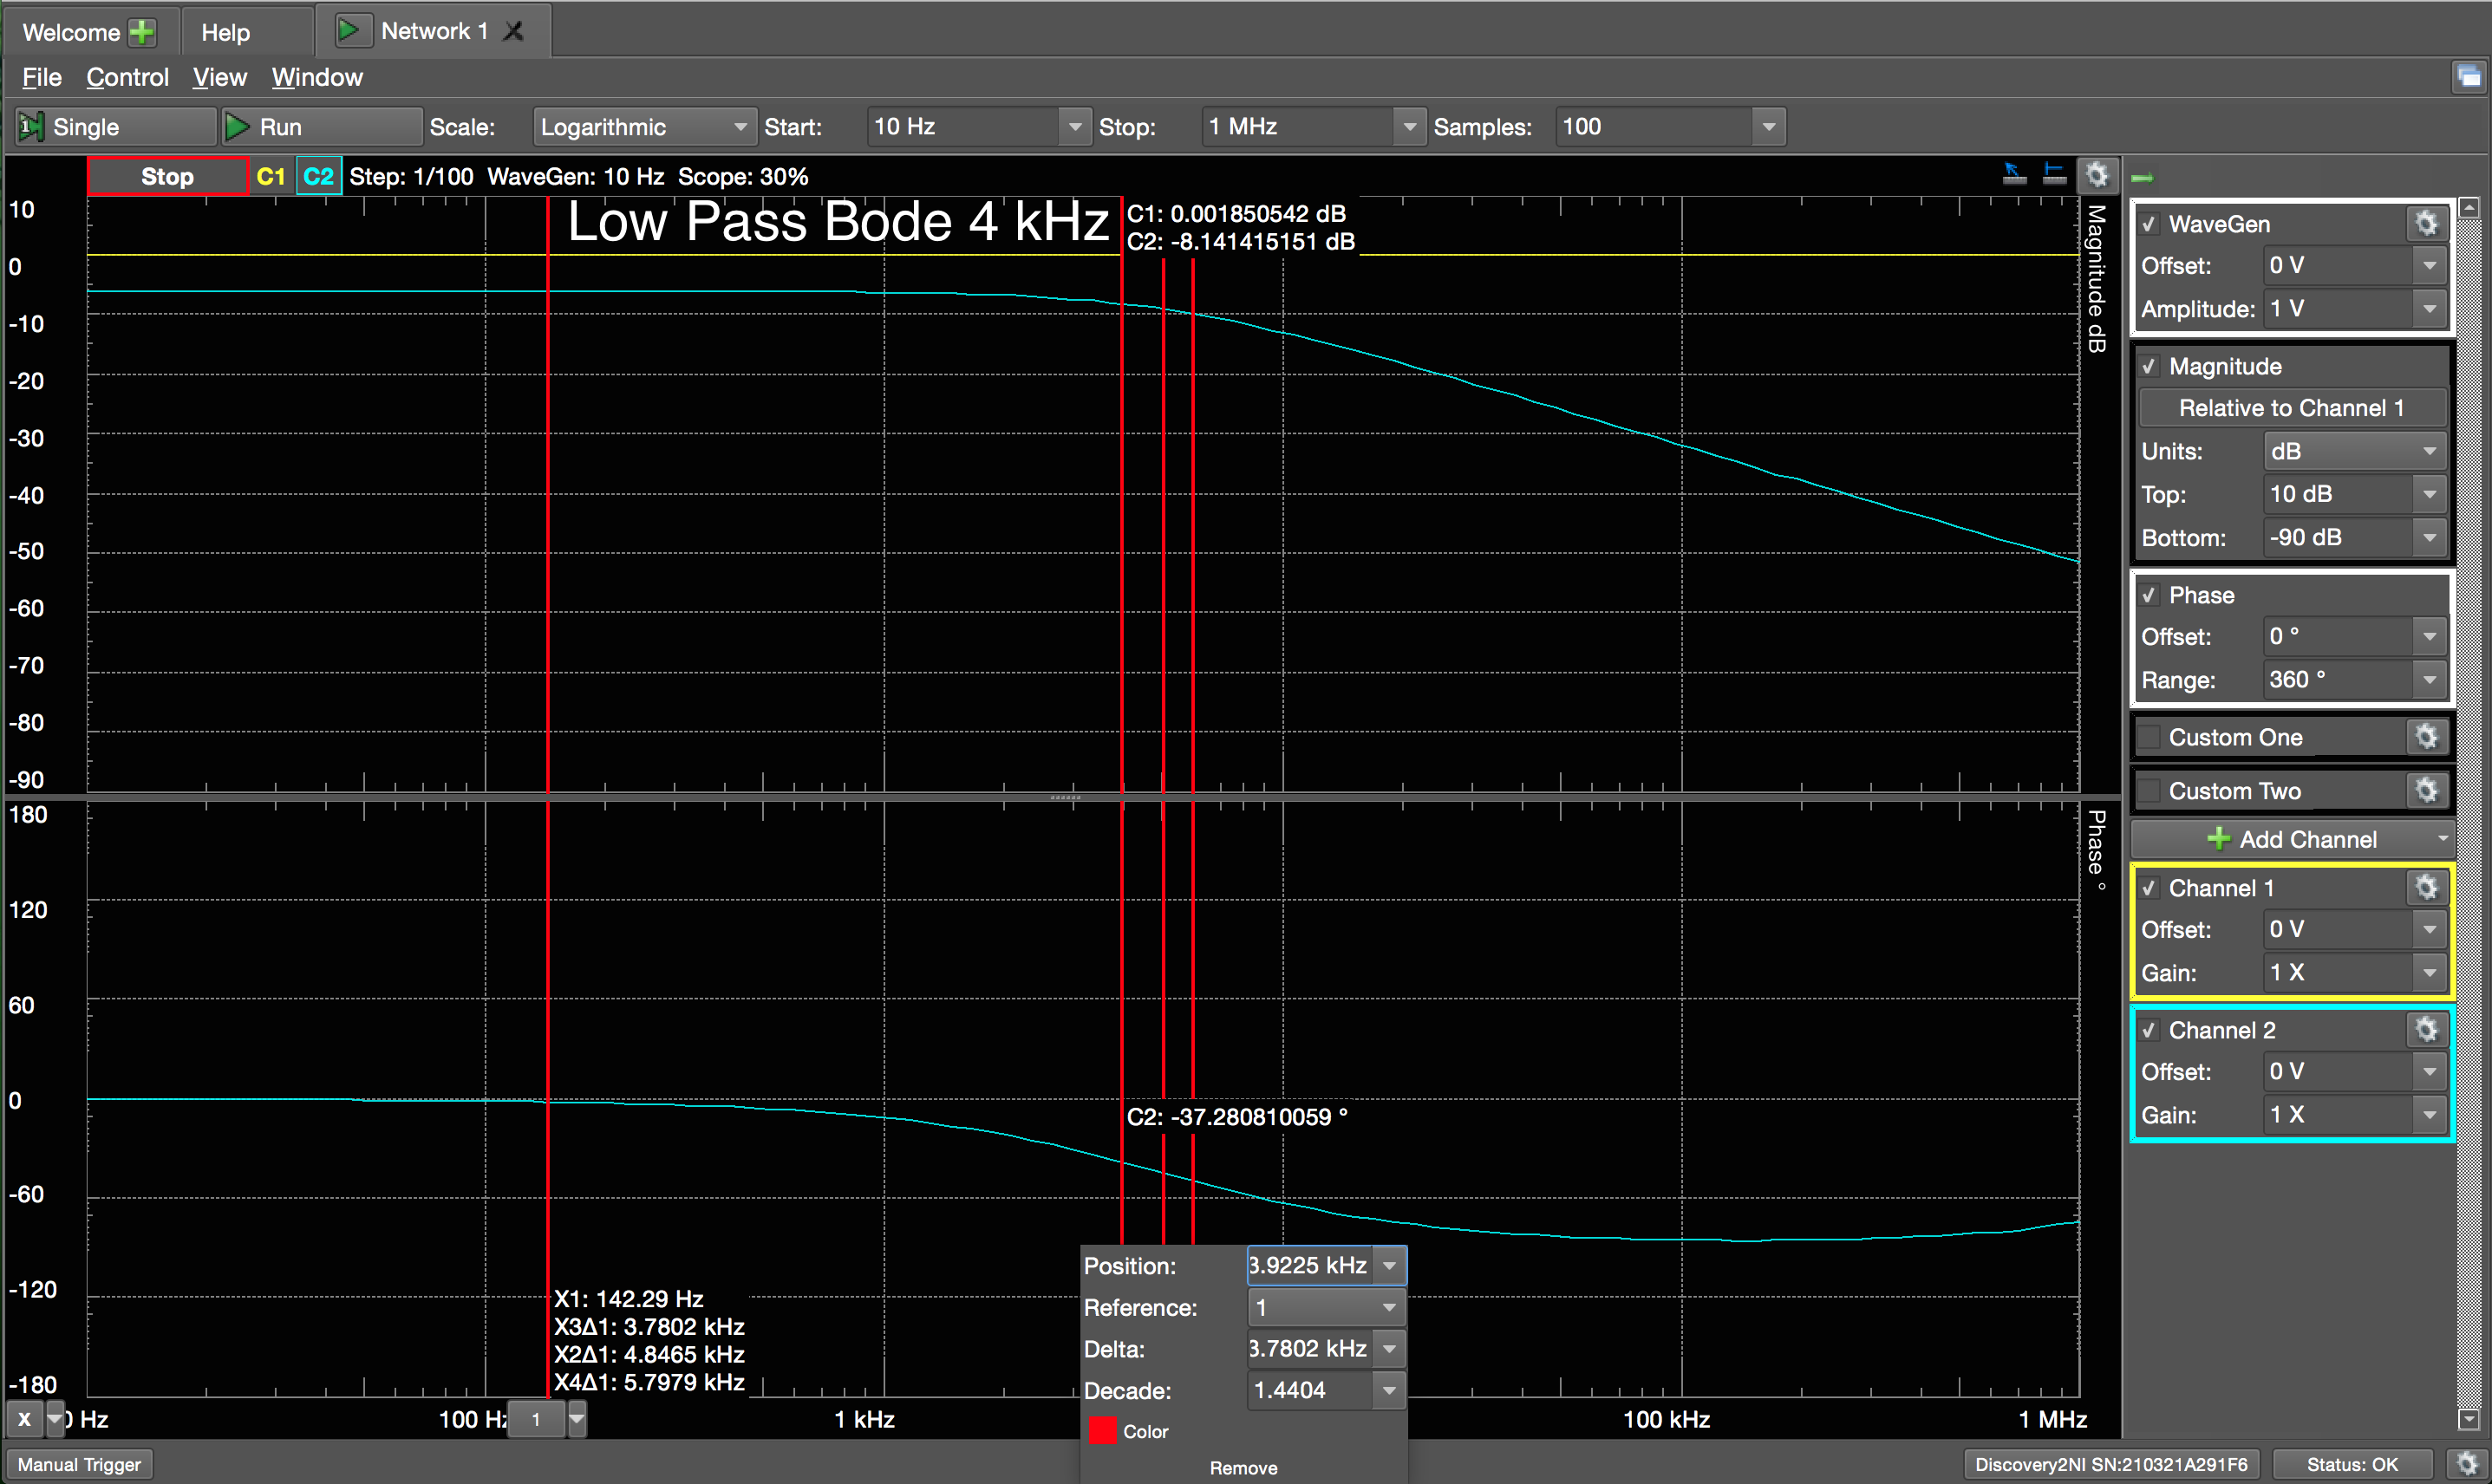 Welcome Help Network 1 X
File Control View Window
Single Run Scale: Logarithmic Start: 10 Hz Stop: 1 MHz Samples: 100
Stop C1 C2 Step: 1/100 WaveGen: 10 Hz Scope: 30%
Low Pass Bode 4 kHz
C1: 0.001850542 dB
C2: -8.141415151 dB
Magnitude dB
10
0
-10
-20
-30
-40
-50
-60
-70
-80
-90
180
120
60
0
-60
-120
-180
Phase °
C2: -37.280810059 °
X1: 142.29 Hz
X3Δ1: 3.7802 kHz
X2Δ1: 4.8465 kHz
X4Δ1: 5.7979 kHz
Position: 3.9225 kHz
Reference: 1
Delta: 3.7802 kHz
Decade: 1.4404
Color
Remove
X 0 Hz 100 Hz 1 1 kHz 100 kHz 1 MHz
WaveGen
Offset: 0 V
Amplitude: 1 V
Magnitude
Relative to Channel 1
Units: dB
Top: 10 dB
Bottom: -90 dB
Phase
Offset: 0 °
Range: 360 °
Custom One
Custom Two
Add Channel
Channel 1
Offset: 0 V
Gain: 1 X
Channel 2
Offset: 0 V
Gain: 1 X
Manual Trigger Discovery2NI SN:210321A291F6 Status: OK